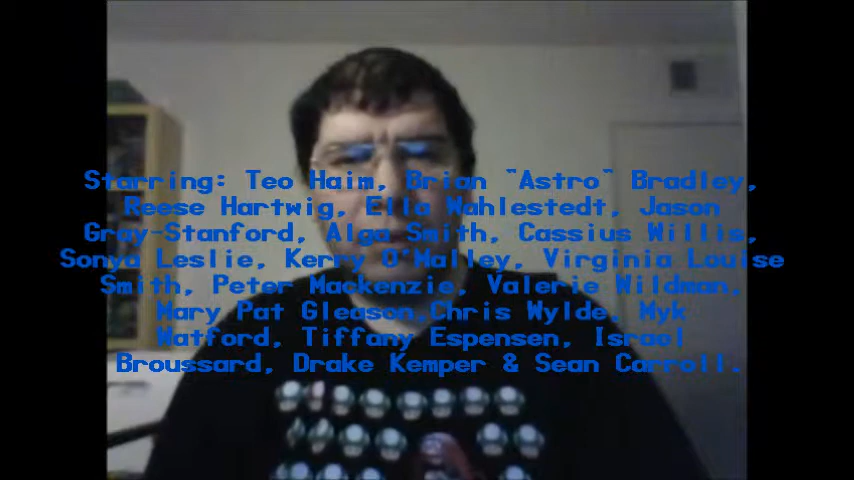 Starring: Teo Haim, Brian "Astro" Bradley,
Reese Hartwig, Ella Wahlestedt, Jason
Gray-Stanford, Alga Smith, Cassius Willis,
Sonya Leslie, Kerry O'Malley, Virginia Louise
Smith, Peter Mackenzie, Valerie Wildman,
Mary Pat Gleason,Chris Wylde, Myk
Watford, Tiffany Espensen, Israel
Broussard, Drake Kemper & Sean Carroll.